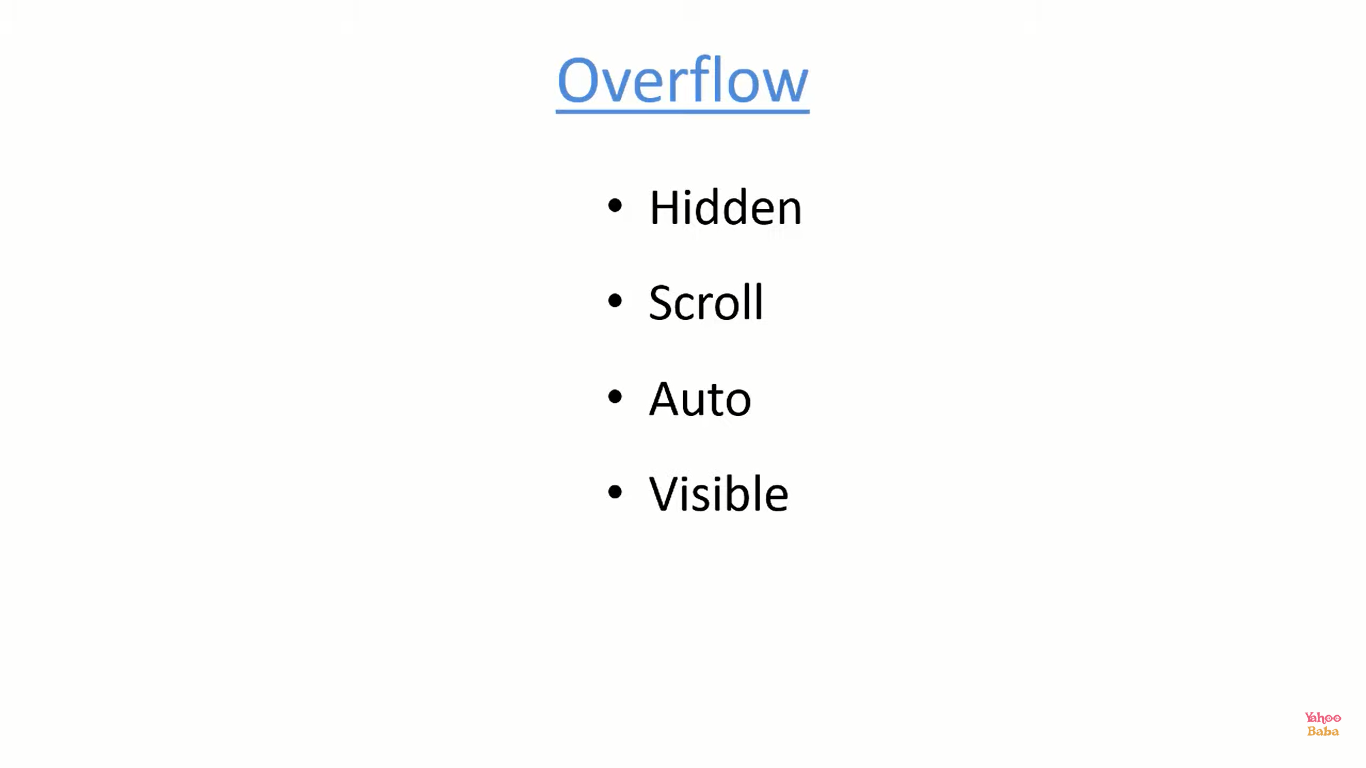 Overflow
• Hidden
• Scroll
• Auto
• Visible
Yahoo
Baba